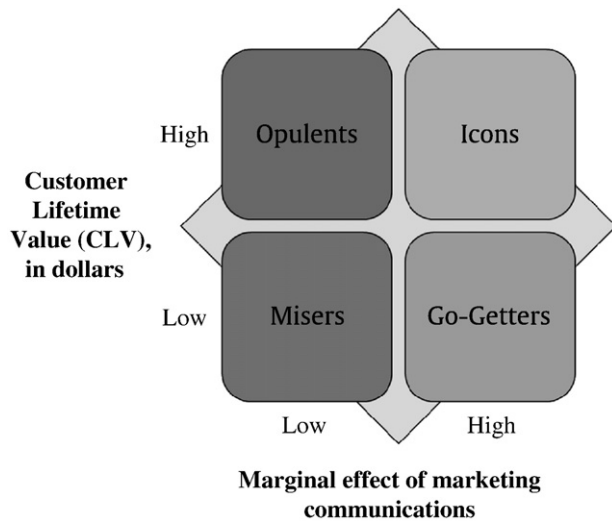 High
Opulents
Icons
Customer
Lifetime
Value (CLV),
in dollars
Low
Misers
Go-Getters
Low
High
Marginal effect of marketing
communications